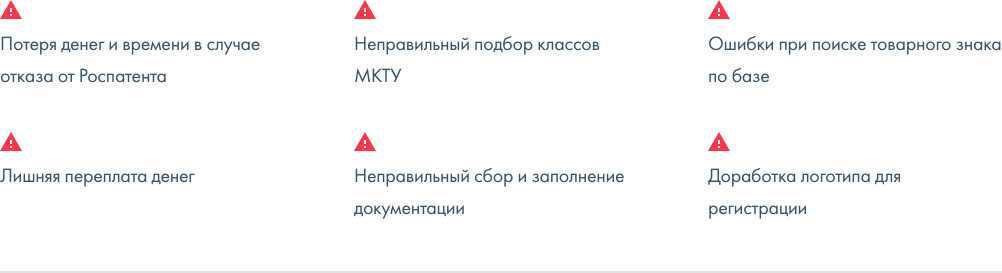 Потеря денег и времени в случае
отказа от Роспатента
Неправильный подбор классов
МКТУ
Ошибки при поиске товарного знака
по базе
Лишняя переплата денег
Неправильный сбор и заполнение
документации
Доработка логотипа для
регистрации